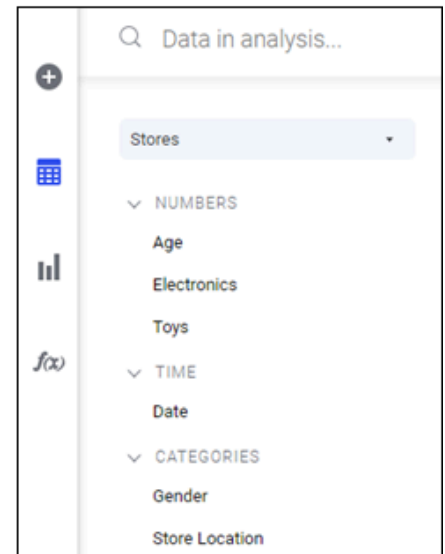 Data in analysis...
Stores
NUMBERS
Age
Electronics
Toys
f(x)
TIME
Date
CATEGORIES
Gender
Store Location